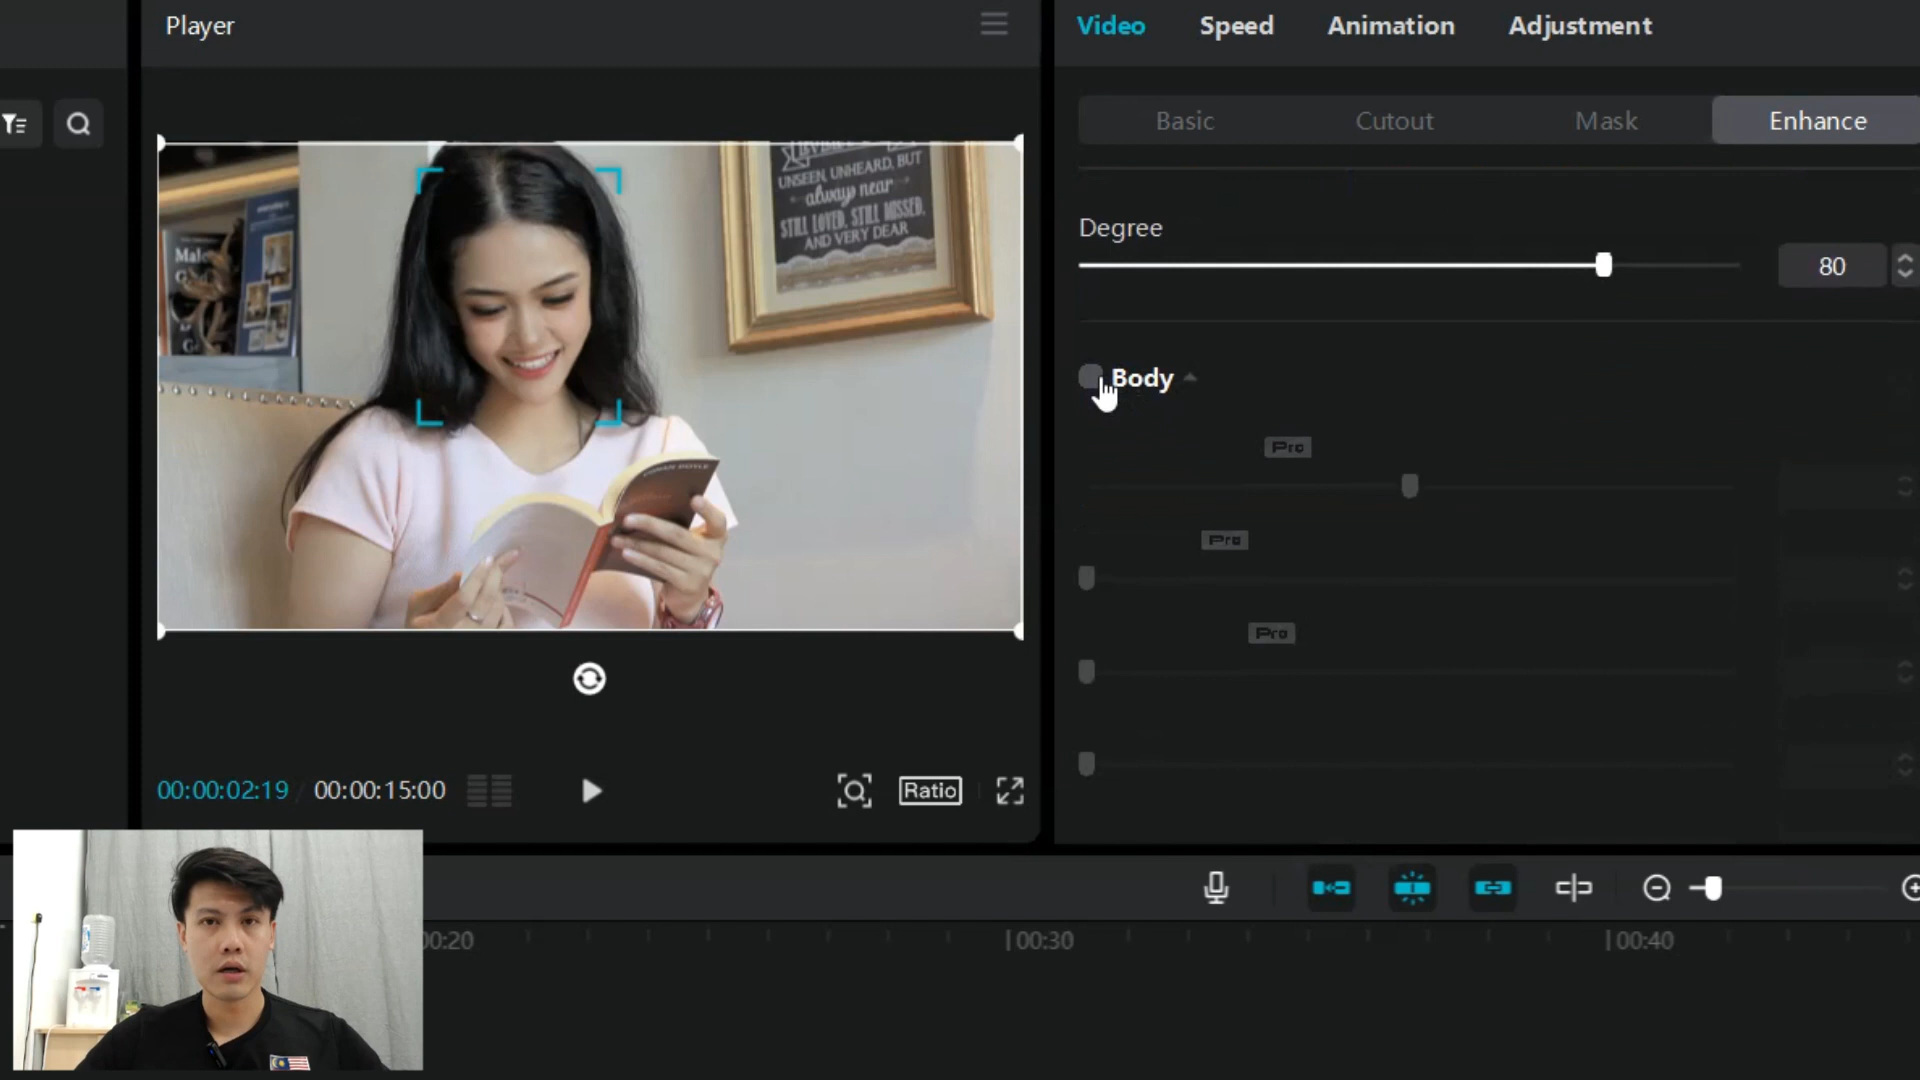 Player
Video
Speed
Animation
Adjustment
Basic
Cutout
Mask
Enhance
UNSEEN, UNHEARD, BUT
always near
STILL LOVED, STILL MISSED,
AND VERY DEAR
Degree
80
Body
Pro
Pro
Pro
00:00:02:19 / 00:00:15:00
Ratio
00:20
00:30
00:40